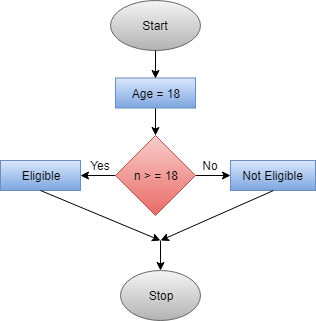 Start
Age = 18
Yes
No
Eligible
n > = 18
Not Eligible
Stop